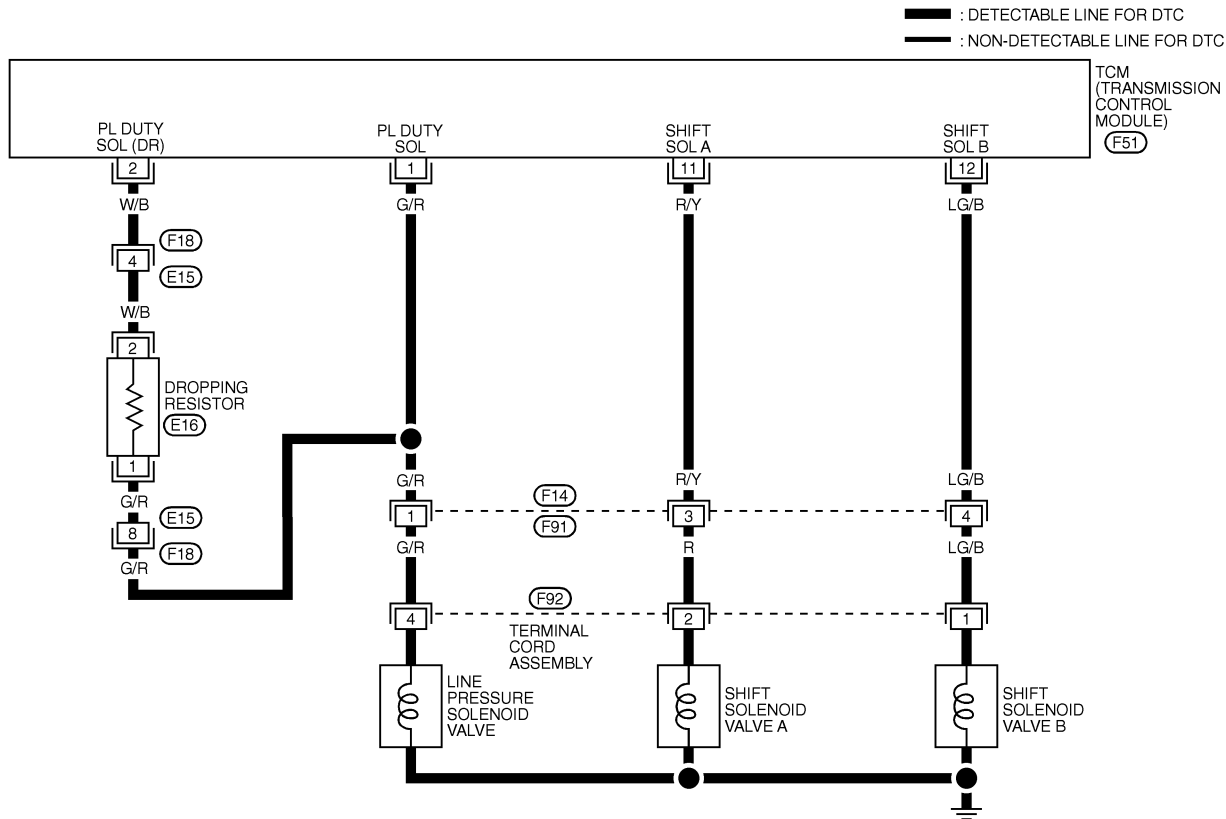 : DETECTABLE LINE FOR DTC
: NON-DETECTABLE LINE FOR DTC
TCM
(TRANSMISSION
CONTROL
MODULE)
F51
PL DUTY
SOL (DR)
PL DUTY
SOL
SHIFT
SOL A
SHIFT
SOL B
2
1
11
12
W/B
G/R
R/Y
LG/B
F18
4
E15
W/B
2
DROPPING
RESISTOR
E16
1
G/R
E15
8
F18
G/R
G/R
R/Y
LG/B
F14
1
3
4
F91
G/R
R
LG/B
F92
4
2
1
TERMINAL
CORD
ASSEMBLY
LINE
PRESSURE
SOLENOID
VALVE
SHIFT
SOLENOID
VALVE A
SHIFT
SOLENOID
VALVE B